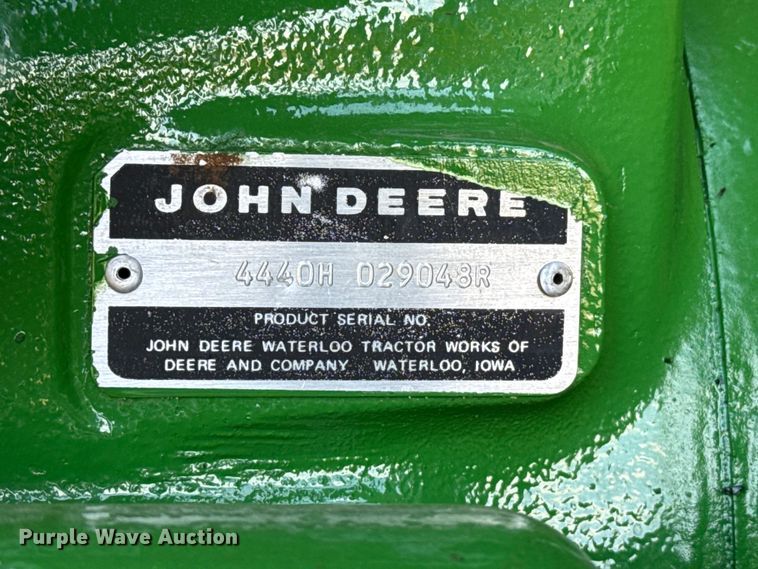 JOHN DEERE
4440H 029048R
PRODUCT SERIAL NO.
JOHN DEERE WATERLOO TRACTOR WORKS OF
DEERE AND COMPANY WATERLOO, IOWA
Purple Wave Auction